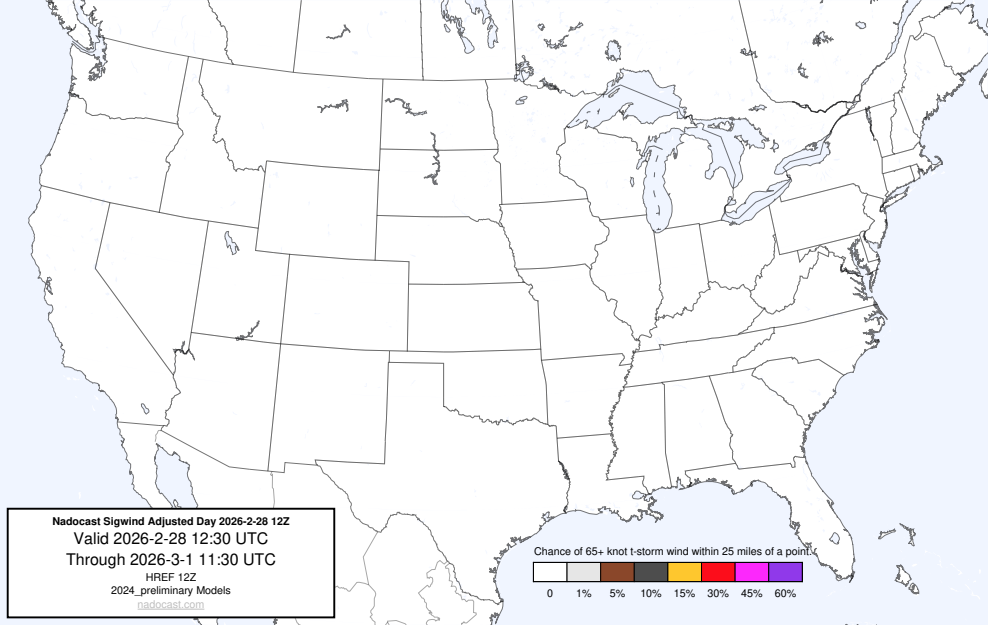 Nadocast Sigwind Adjusted Day 2026-2-28 12Z
Valid 2026-2-28 12:30 UTC
Through 2026-3-1 11:30 UTC
HREF 12Z
2024_preliminary Models
nadocast.com
Chance of 65+ knot t-storm wind within 25 miles of a point.
0 1% 5% 10% 15% 30% 45% 60%